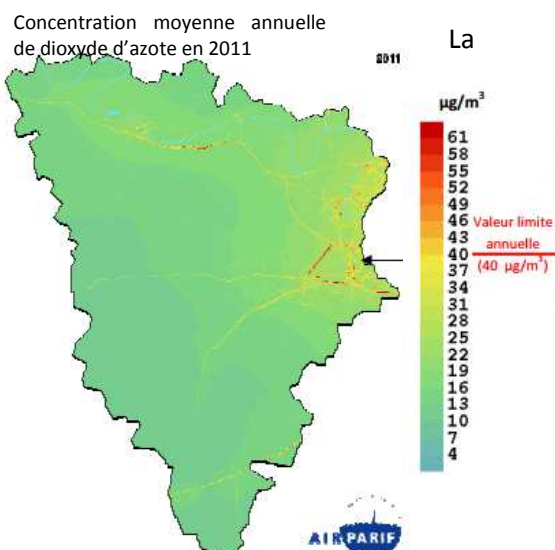 Concentration moyenne annuelle
de dioxyde d'azote en 2011
La
2011
µg/m³
61
58
55
52
49
46
43
40
37
34
31
28
25
22
19
16
13
10
7
4
Valeur limite
annuelle
(40 µg/m³)
AIRPARIF